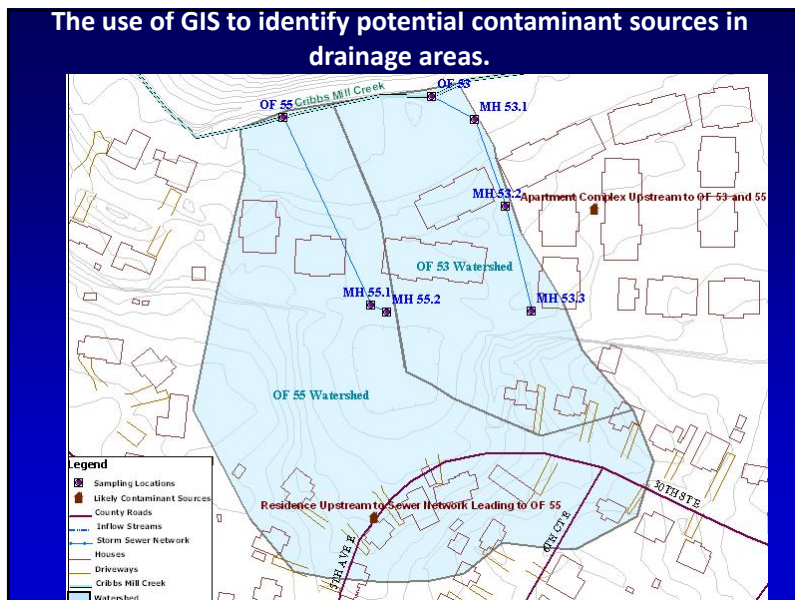 The use of GIS to identify potential contaminant sources in
drainage areas.
OF 53
Cribbs Mill Creek
OF 55
MH 53.1
MH 53.2
Apartment Complex Upstream to OF 53 and 55
OF 53 Watershed
MH 55.1
MH 55.2
MH 53.3
OF 55 Watershed
Residence Upstream to Sewer Network Leading to OF 55
30TH ST E
6TH CT E
5TH AVE E
Legend
Sampling Locations
Likely Contaminant Sources
County Roads
Inflow Streams
Storm Sewer Network
Houses
Driveways
Cribbs Mill Creek
Watershed